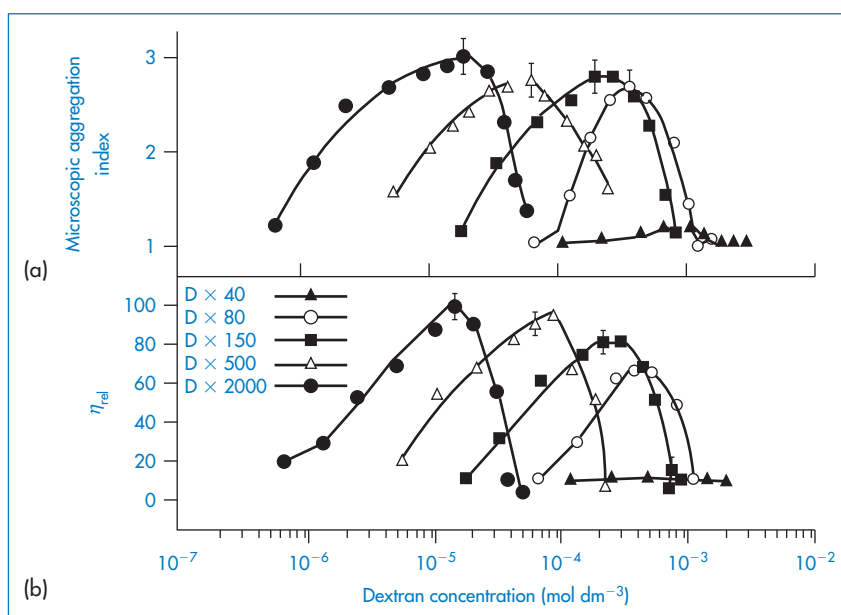 3
2
1
Microscopic aggregation
index
(a)
D × 40
D × 80
D × 150
D × 500
D × 2000
100
80
60
40
20
0
ηrel
10⁻⁷ 10⁻⁶ 10⁻⁵ 10⁻⁴ 10⁻³ 10⁻²
(b)
Dextran concentration (mol dm⁻³)